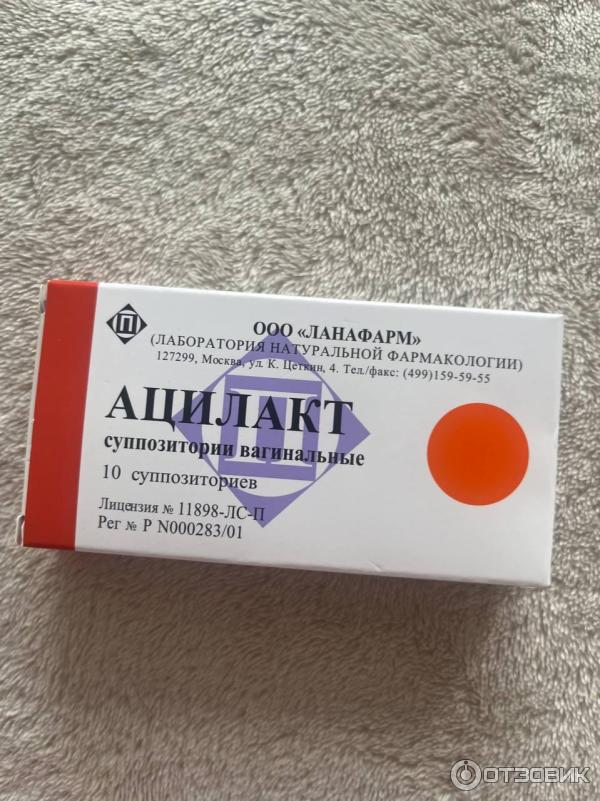 ООО «ЛАНАФАРМ»
(ЛАБОРАТОРИЯ НАТУРАЛЬНОЙ ФАРМАКОЛОГИИ)
127299, Москва, ул. К. Цеткин, 4. Тел./факс: (499)159-59-55
АЦИЛАКТ
суппозитории вагинальные
10 суппозиториев
Лицензия № 11898-ЛС-П
Рег № Р N000283/01
ОТЗОВИК